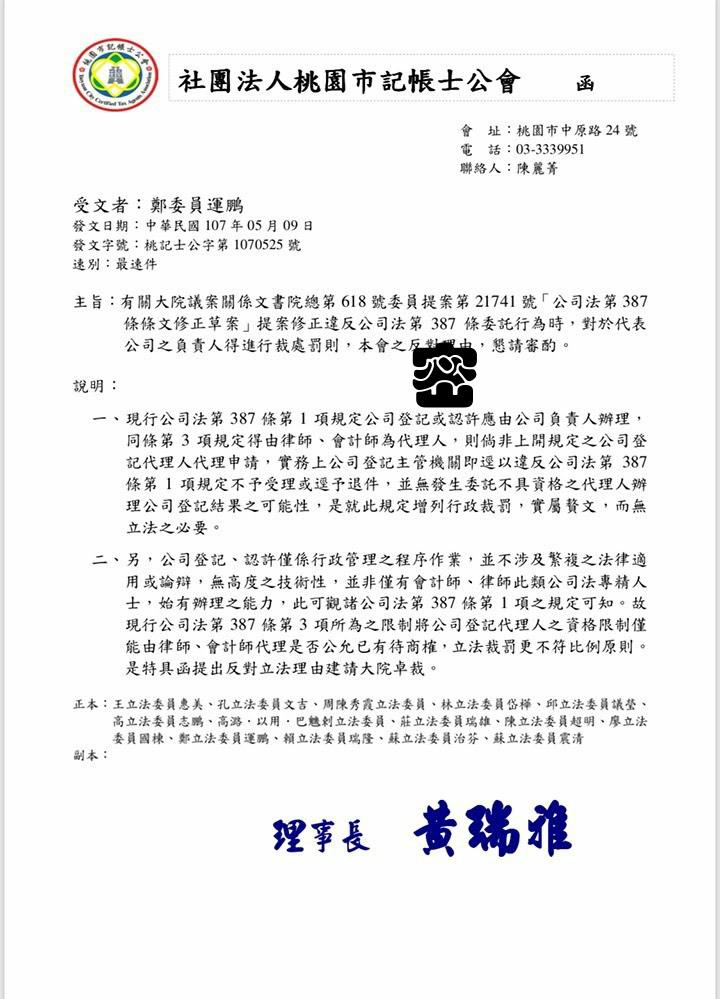 桃園市記帳士公會
Taoyuan City Certified Tax Agents Association
社團法人桃園市記帳士公會 函
會 址：桃園市中原路 24 號
電 話：03-3339951
聯絡人：陳麗菁
受文者：鄭委員運鵬
發文日期：中華民國 107 年 05 月 09 日
發文字號：桃記士公字第 1070525 號
速別：最速件
主旨：有關大院議案關係文書院總第 618 號委員提案第 21741 號「公司法第 387
條條文修正草案」提案修正違反公司法第 387 條委託行為時，對於代表
公司之負責人得進行裁處罰則，本會之反對理由，懇請審酌。
說明：
一、現行公司法第 387 條第 1 項規定公司登記或認許應由公司負責人辦理，
同條第 3 項規定得由律師、會計師為代理人，則倘非上開規定之公司登
記代理人代理申請，實務上公司登記主管機關即逕以違反公司法第 387
條第 1 項規定不予受理或逕予退件，並無發生委託不具資格之代理人辦
理公司登記結果之可能性，是就此規定增列行政裁罰，實屬贅文，而無
立法之必要。
二、另，公司登記、認許僅係行政管理之程序作業，並不涉及繁複之法律適
用或論辯，無高度之技術性，並非僅有會計師、律師此類公司法專精人
士，始有辦理之能力，此可觀諸公司法第 387 條第 1 項之規定可知。故
現行公司法第 387 條第 3 項所為之限制將公司登記代理人之資格限制僅
能由律師、會計師代理是否公允已有待商榷，立法裁罰更不符比例原則。
是特具函提出反對立法理由建請大院卓裁。
正本：王立法委員惠美、孔立法委員文吉、周陳秀霞立法委員、林立法委員岱樺、邱立法委員議瑩、
高立法委員志鵬、高潞．以用．巴魕剌立法委員、莊立法委員瑞雄、陳立法委員超明、廖立法
委員國棟、鄭立法委員運鵬、賴立法委員瑞隆、蘇立法委員治芬、蘇立法委員震清
副本：
理事長 黃瑞雅